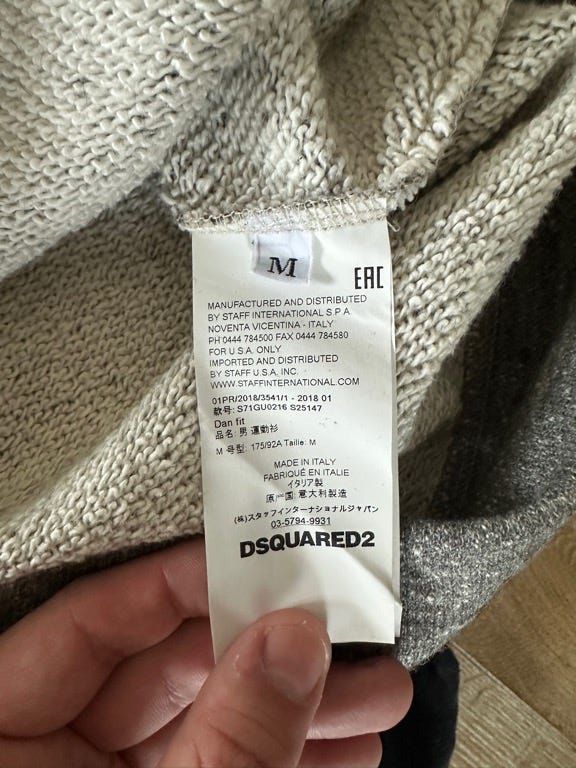 M
EAC
MANUFACTURED AND DISTRIBUTED
BY STAFF INTERNATIONAL S.P.A.
NOVENTA VICENTINA - ITALY
PH 0444 784500 FAX 0444 784580
FOR U.S.A. ONLY
IMPORTED AND DISTRIBUTED
BY STAFF U.S.A. INC.
WWW.STAFFINTERNATIONAL.COM
01PR/2018/3541/1 - 2018 01
款号: S71GU0216 S25147
Dan fit
品名: 男 運動衫
M 号型: 175/92A Taille: M
MADE IN ITALY
FABRIQUÉ EN ITALIE
イタリア製
原产国: 意大利製造
(株)スタッフインターナショナルジャパン
03-5794-9931
DSQUARED2